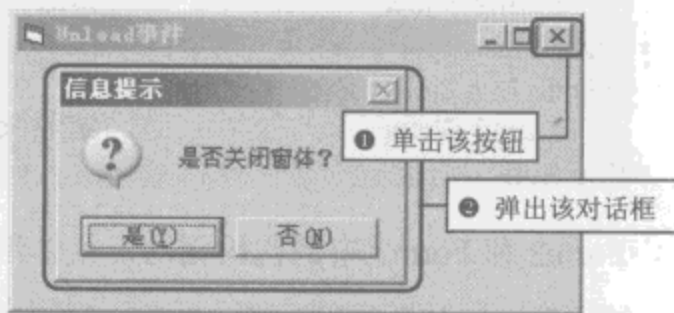 Unload事件
信息提示
是否关闭窗体?
是(Y)
否(N)
❶ 单击该按钮
❷ 弹出该对话框